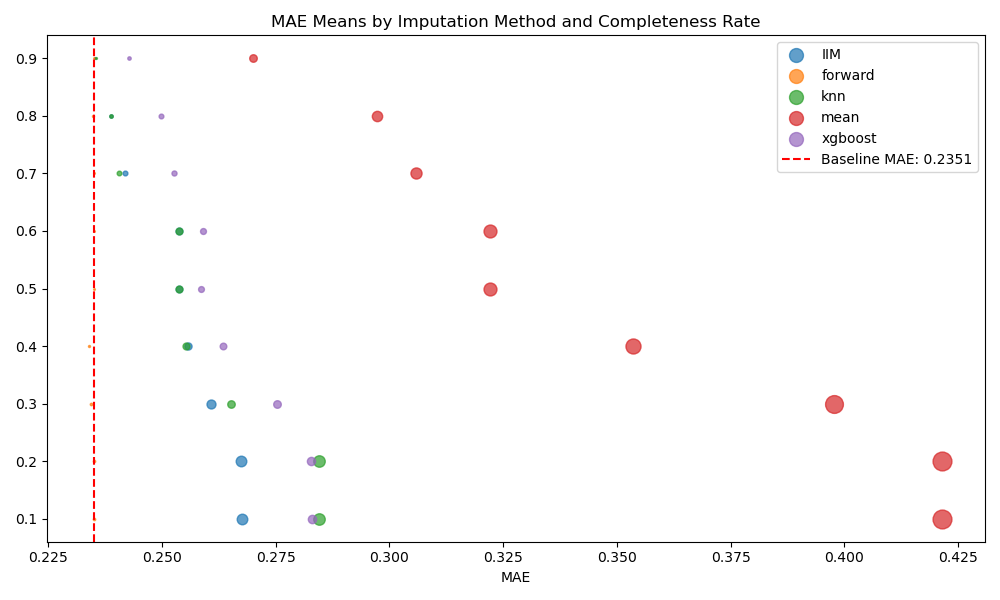 MAE Means by Imputation Method and Completeness Rate
0.9
0.8
0.7
0.6
0.5
0.4
0.3
0.2
0.1
IIM
forward
knn
mean
xgboost
Baseline MAE: 0.2351
0.225 0.250 0.275 0.300 0.325 0.350 0.375 0.400 0.425
MAE